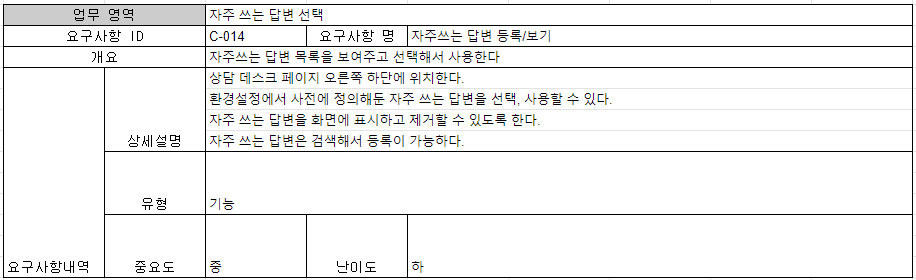 업무 영역 자주 쓰는 답변 선택
요구사항 ID C-014 요구사항 명 자주쓰는 답변 등록/보기
개요 자주쓰는 답변 목록을 보여주고 선택해서 사용한다
상담 데스크 페이지 오른쪽 하단에 위치한다.
환경설정에서 사전에 정의해둔 자주 쓰는 답변을 선택, 사용할 수 있다.
자주 쓰는 답변을 화면에 표시하고 제거할 수 있도록 한다.
상세설명 자주 쓰는 답변은 검색해서 등록이 가능하다.
유형 기능
요구사항내역 중요도 중 난이도 하